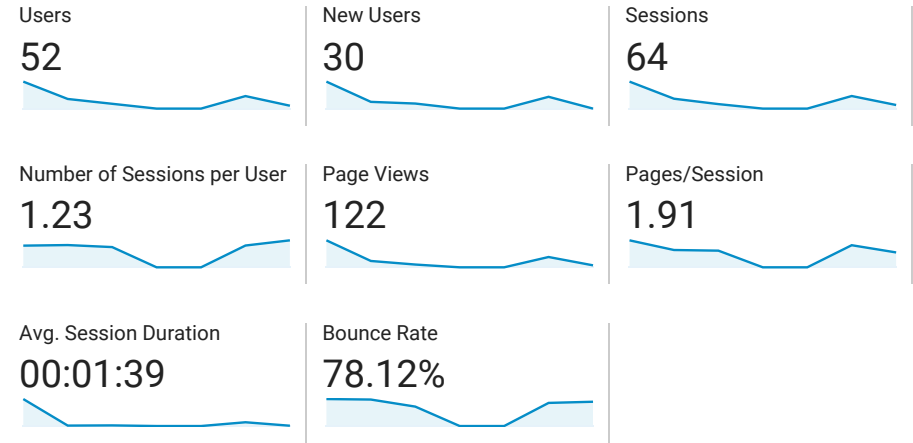 Users
52
New Users
30
Sessions
64
Number of Sessions per User
1.23
Page Views
122
Pages/Session
1.91
Avg. Session Duration
00:01:39
Bounce Rate
78.12%